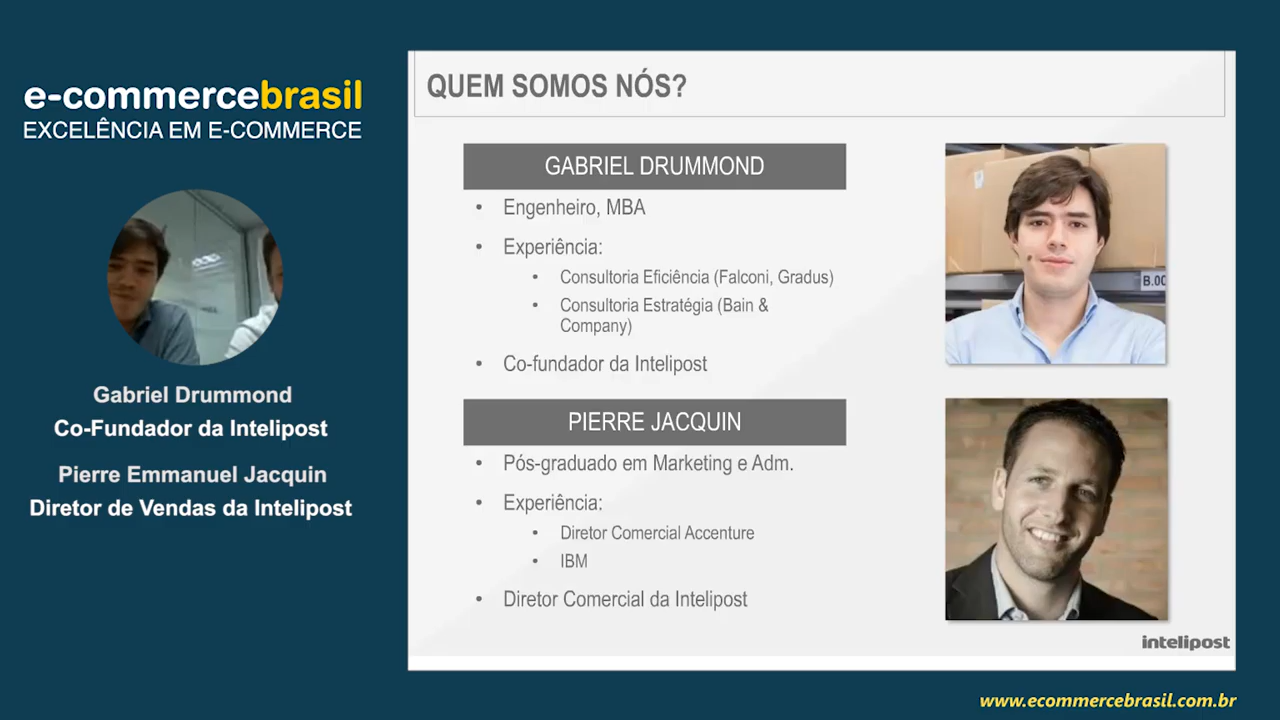 e-commercebrasil
EXCELÊNCIA EM E-COMMERCE
Gabriel Drummond
Co-Fundador da Intelipost
Pierre Emmanuel Jacquin
Diretor de Vendas da Intelipost
QUEM SOMOS NÓS?
GABRIEL DRUMMOND
• Engenheiro, MBA
• Experiência:
• Consultoria Eficiência (Falconi, Gradus)
• Consultoria Estratégia (Bain &
Company)
• Co-fundador da Intelipost
B.00
PIERRE JACQUIN
• Pós-graduado em Marketing e Adm.
• Experiência:
• Diretor Comercial Accenture
• IBM
• Diretor Comercial da Intelipost
intelipost
www.ecommercebrasil.com.br